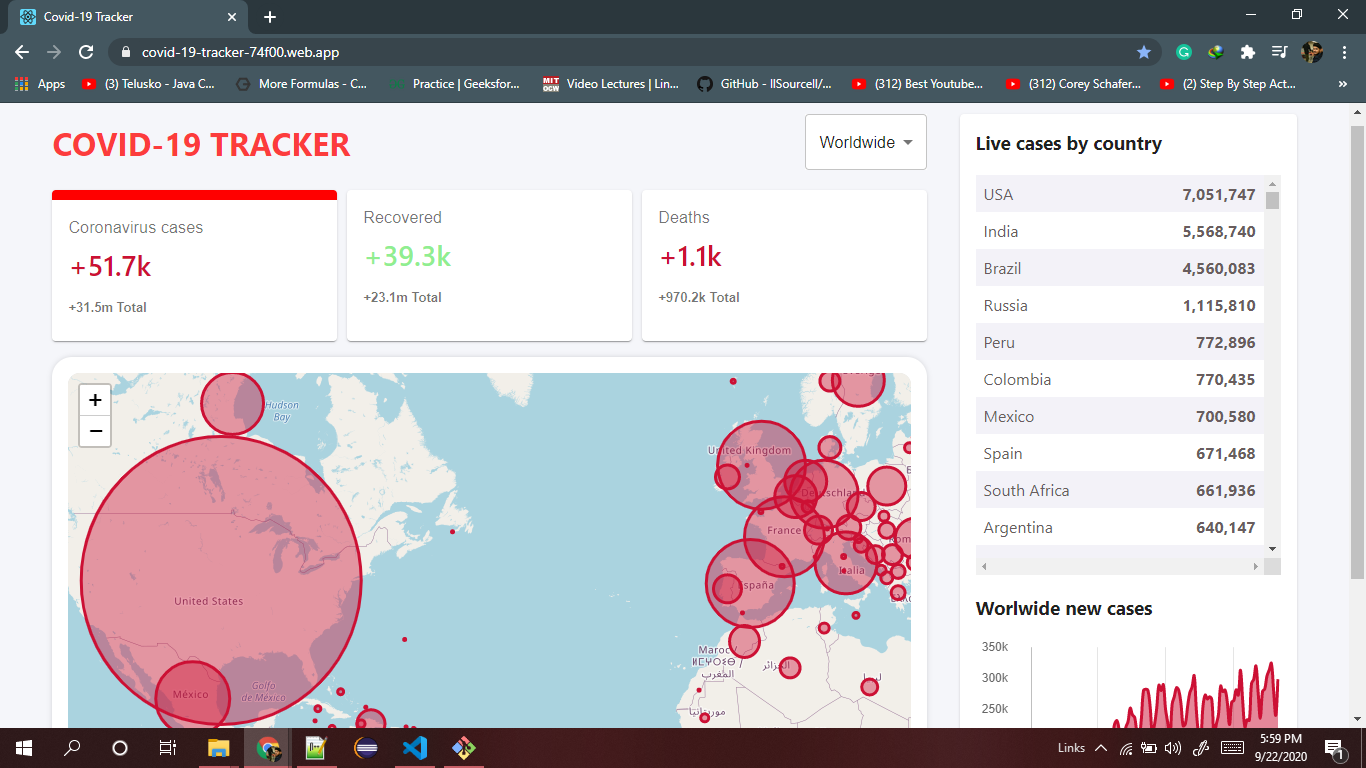 Covid-19 Tracker
covid-19-tracker-74f00.web.app
Apps
(3) Telusko - Java C...
More Formulas - C...
Practice | Geeksfor...
MIT OCW
Video Lectures | Lin...
GitHub - llSourcell/...
(312) Best Youtube...
(312) Corey Schafer...
(2) Step By Step Act...
COVID-19 TRACKER
Worldwide
Coronavirus cases
+51.7k
+31.5m Total
Recovered
+39.3k
+23.1m Total
Deaths
+1.1k
+970.2k Total
+
−
Hudson
Bay
United States
México
Golfo
de México
United Kingdom
Deutschland
France
España
Italia
Maroc /
ⵍⵎⵖⵔⵉⴱ /
المغرب
الجزائر
ليبيا
موريتانيا
Live cases by country
USA 7,051,747
India 5,568,740
Brazil 4,560,083
Russia 1,115,810
Peru 772,896
Colombia 770,435
Mexico 700,580
Spain 671,468
South Africa 661,936
Argentina 640,147
Worlwide new cases
350k
300k
250k
Links
5:59 PM
9/22/2020
1